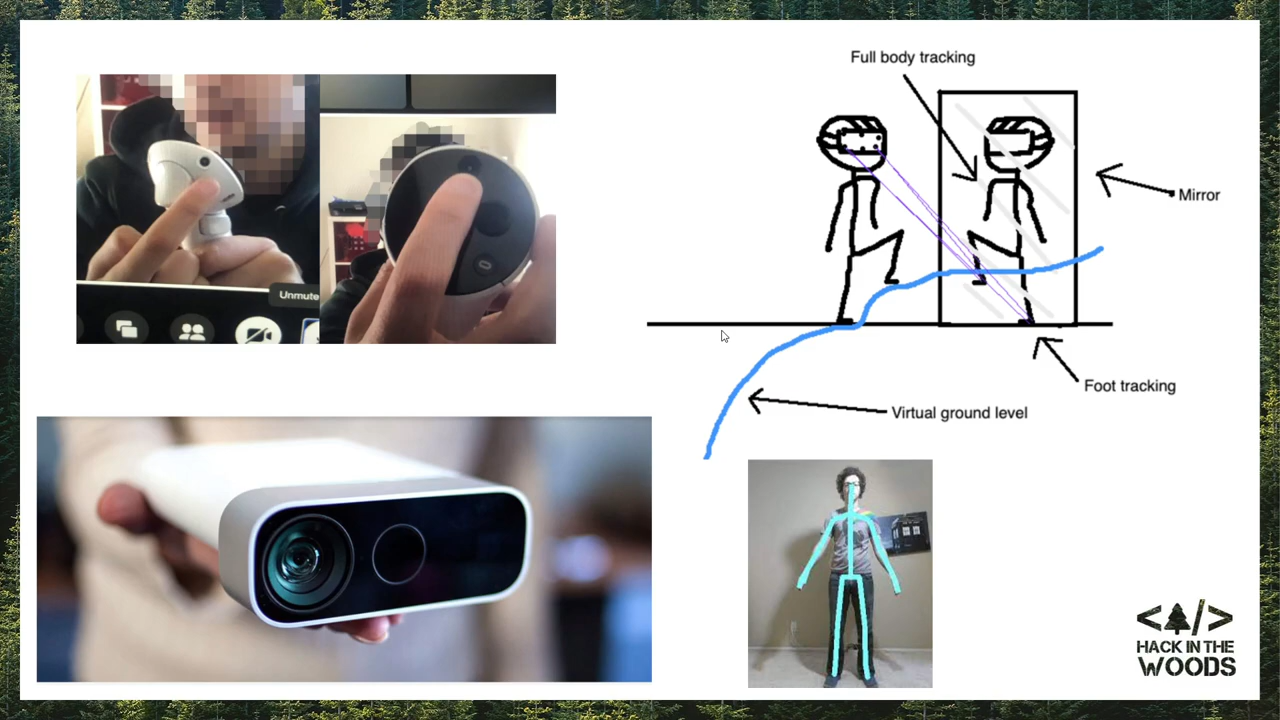 Full body tracking
Mirror
Unmute
Foot tracking
Virtual ground level
</>
HACK IN THE
WOODS